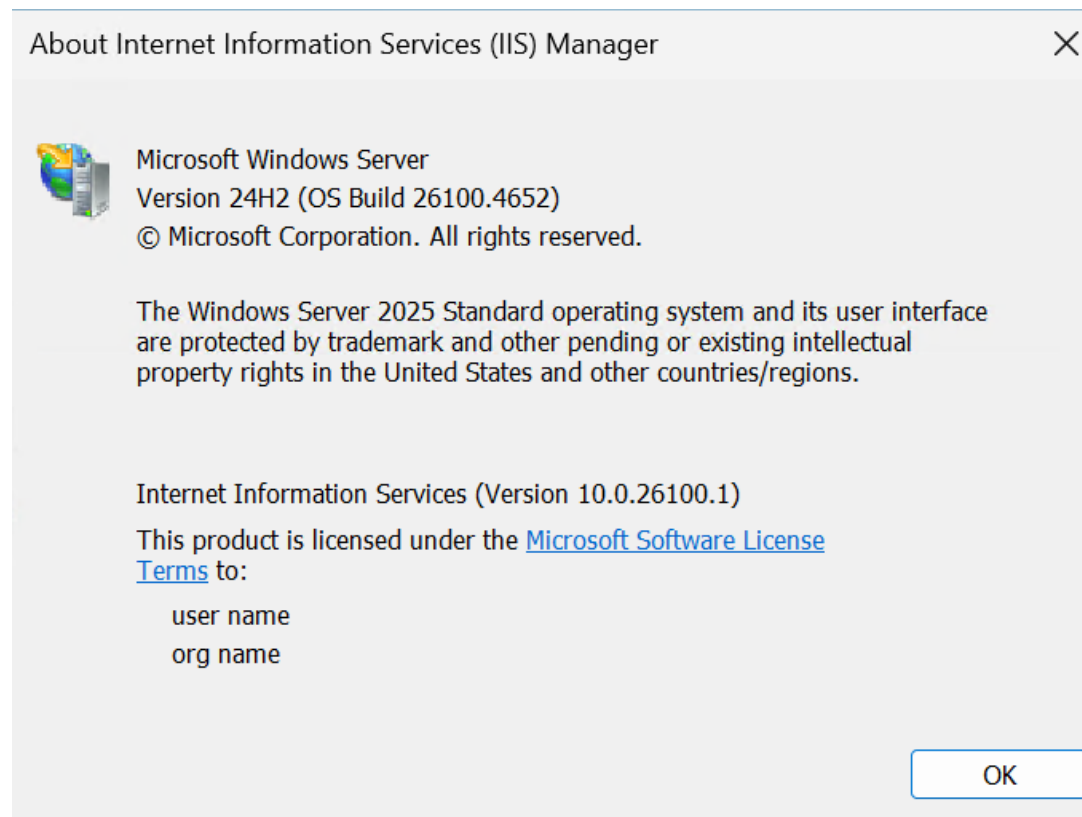 About Internet Information Services (IIS) Manager
Microsoft Windows Server
Version 24H2 (OS Build 26100.4652)
© Microsoft Corporation. All rights reserved.
The Windows Server 2025 Standard operating system and its user interface
are protected by trademark and other pending or existing intellectual
property rights in the United States and other countries/regions.
Internet Information Services (Version 10.0.26100.1)
This product is licensed under the Microsoft Software License
Terms to:
user name
org name
OK